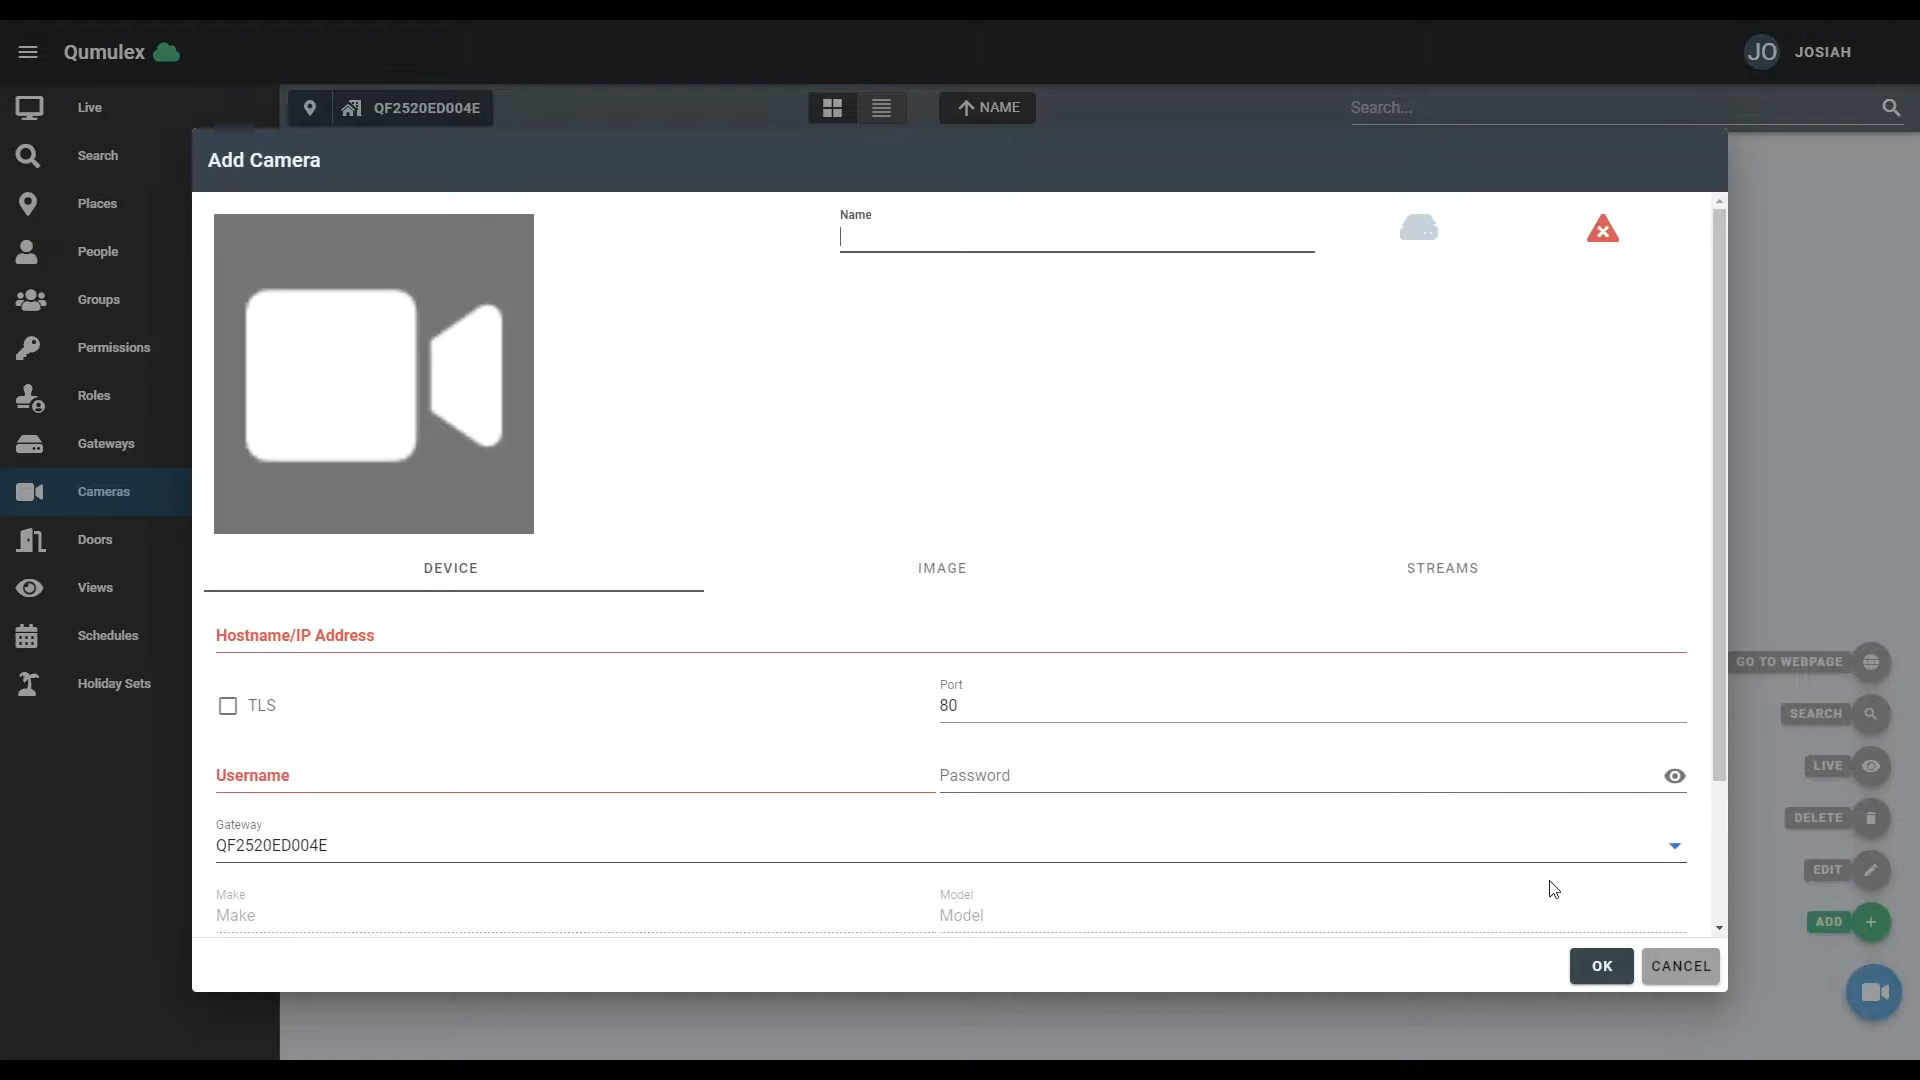 Qumulex
JO JOSIAH
Live
Search
Places
People
Groups
Permissions
Roles
Gateways
Cameras
Doors
Views
Schedules
Holiday Sets
QF2520ED004E
NAME
Search...
Add Camera
Name
DEVICE
IMAGE
STREAMS
Hostname/IP Address
TLS
Port
80
Username
Password
Gateway
QF2520ED004E
Make
Make
Model
Model
OK
CANCEL
GO TO WEBPAGE
SEARCH
LIVE
DELETE
EDIT
ADD